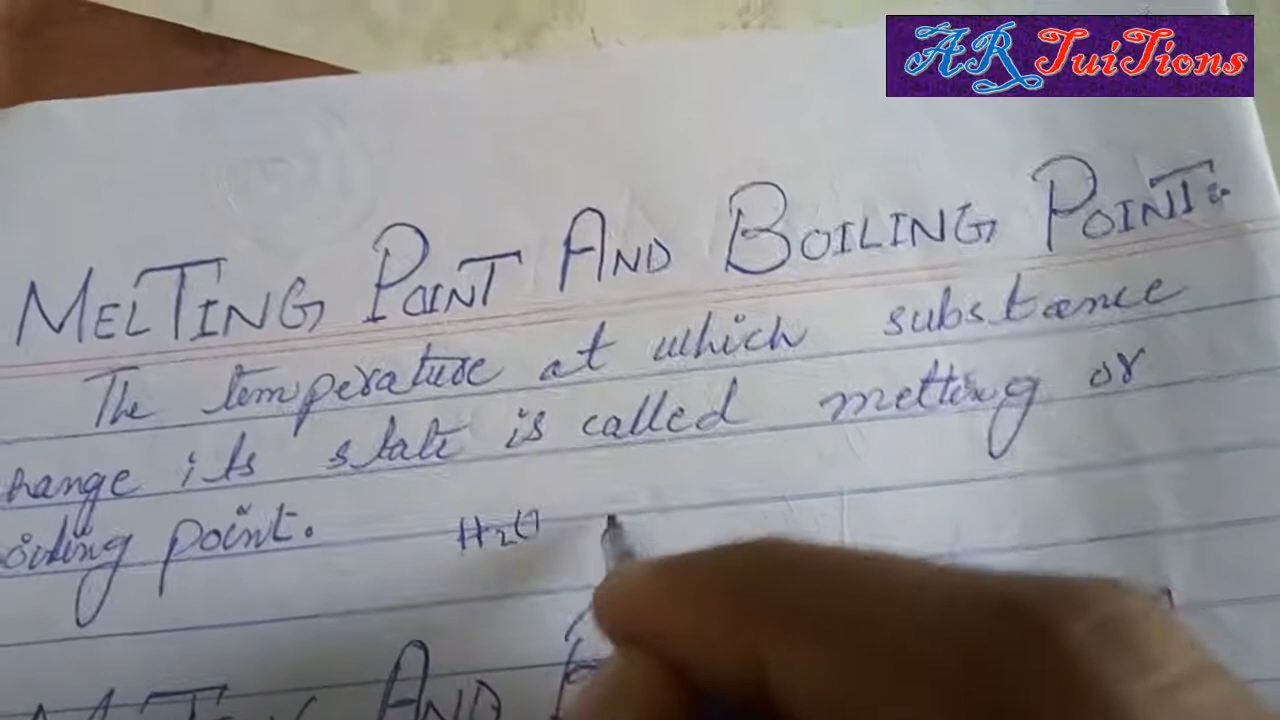 AR TuiTions
MELTING POINT AND BOILING POINT:
The temperature at which substance
hange its state is called melting or
oiling point. H2O
AND